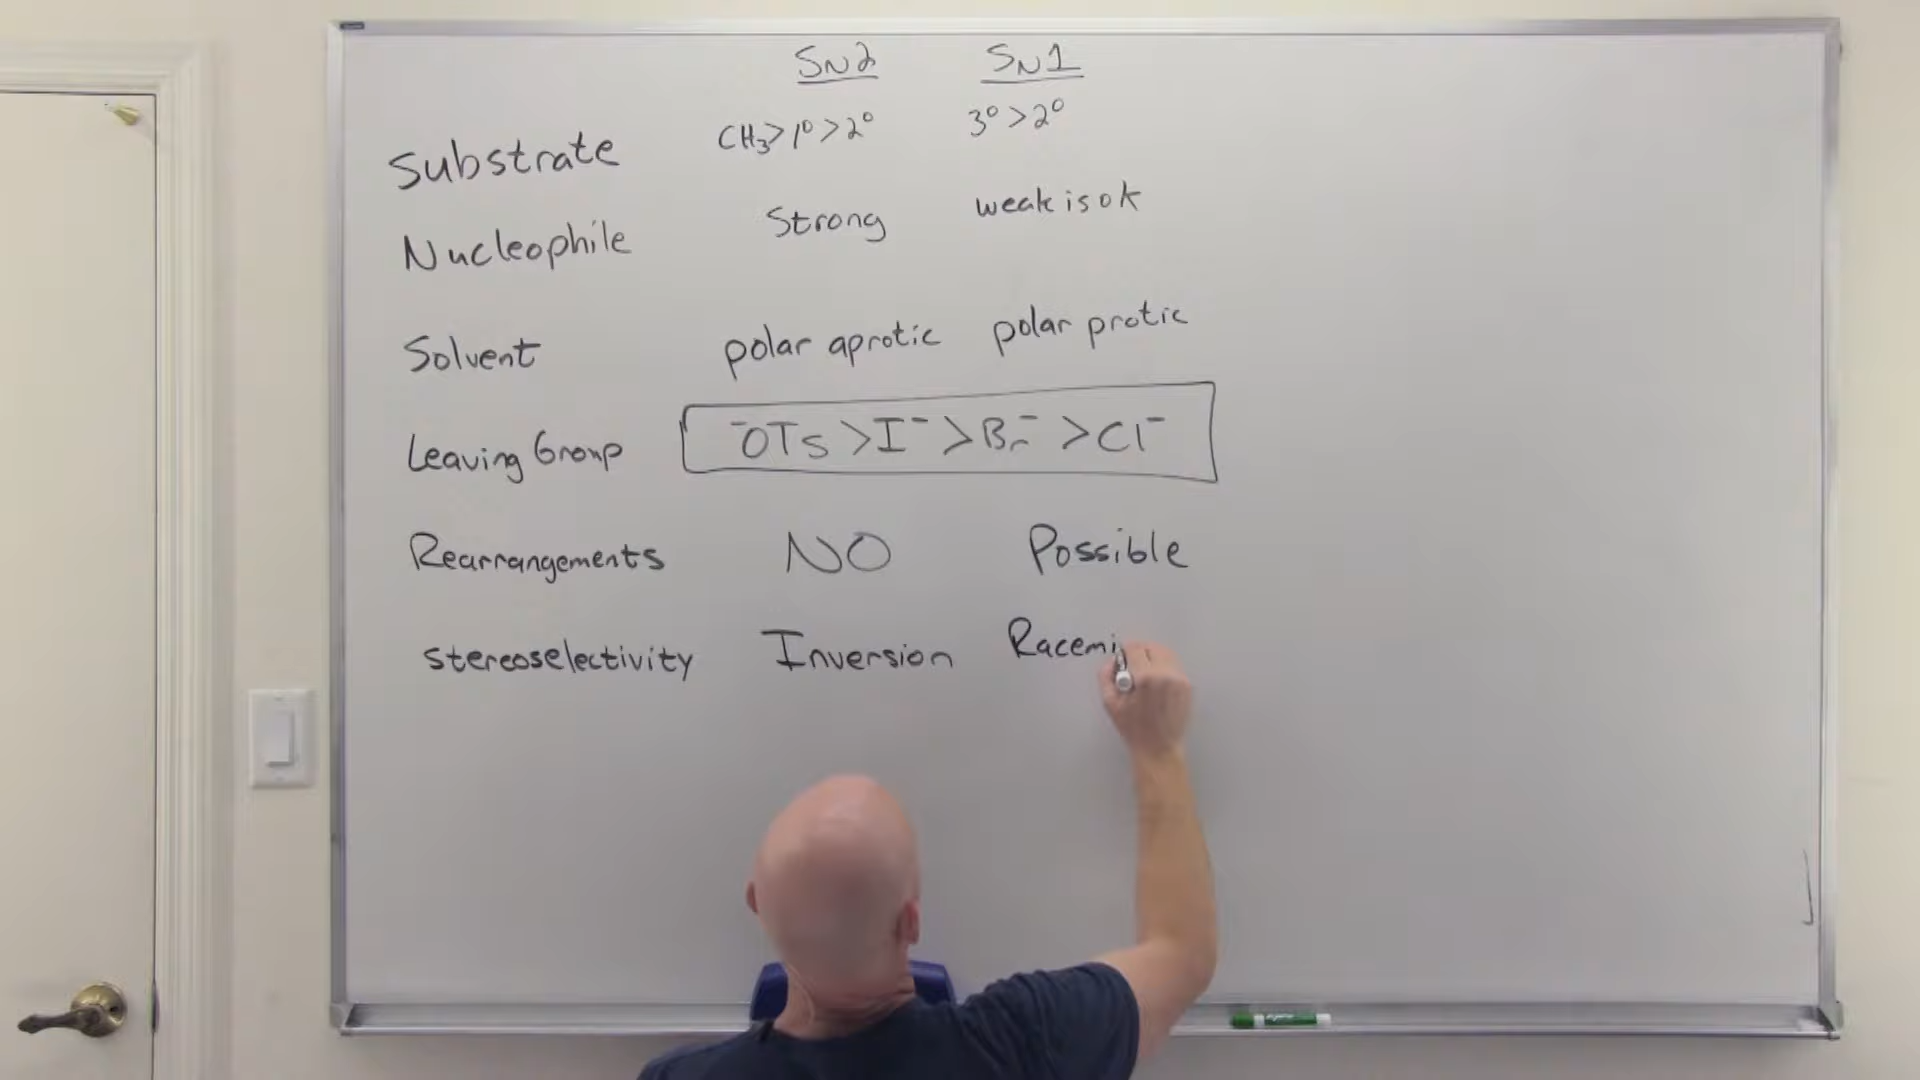 SN2 SN1
Substrate CH₃>1°>2° 3°>2°
Nucleophile Strong weak is ok
Solvent polar aprotic polar protic
Leaving Group ⁻OTs >I⁻ >Br⁻ >Cl⁻
Rearrangements NO Possible
stereoselectivity Inversion Racemi